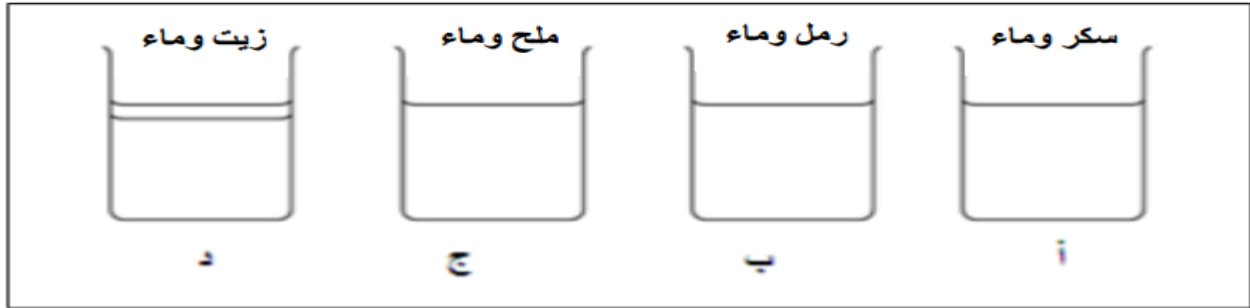 سكر وماء
رمل وماء
ملح وماء
زيت وماء
أ
ب
ج
د